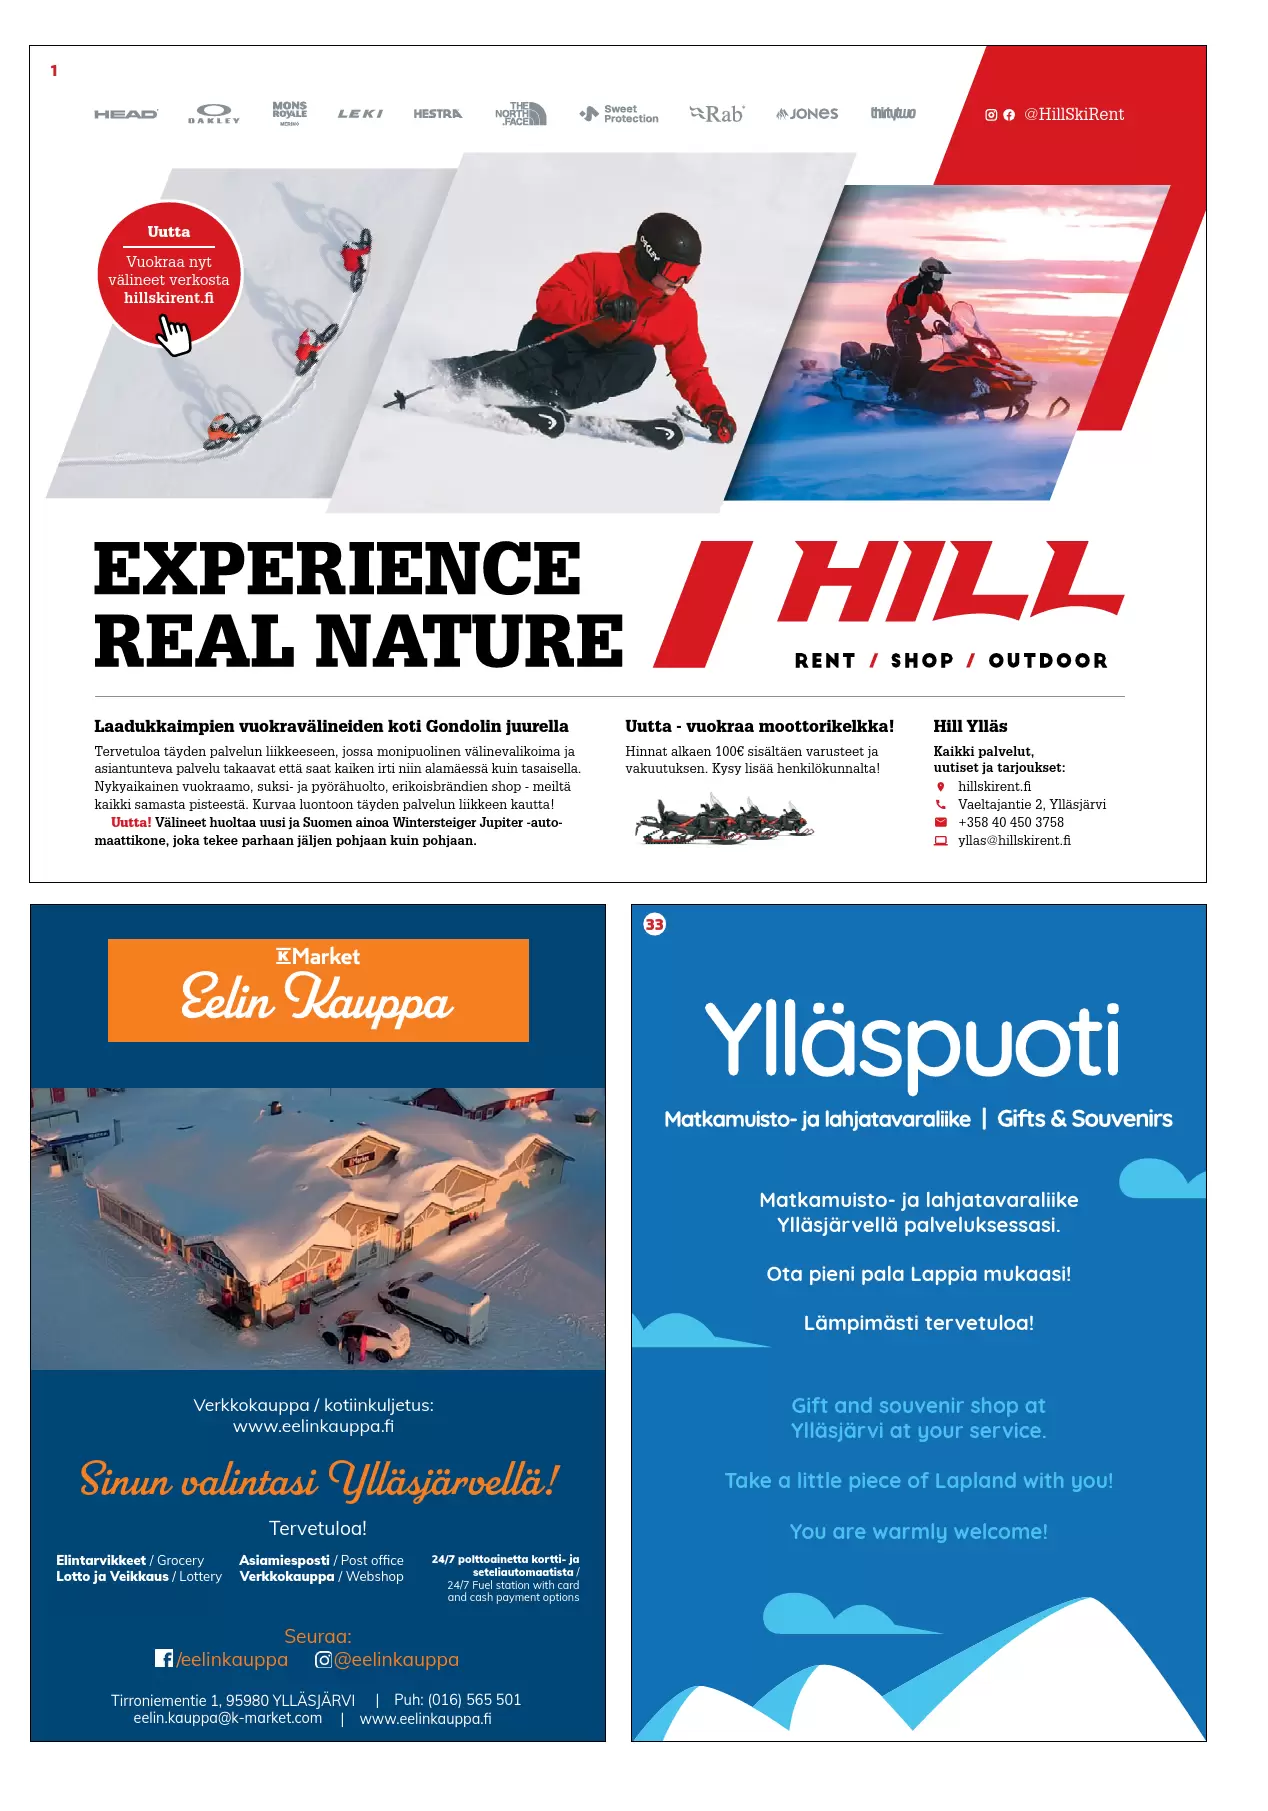 1
HEAD
OAKLEY
MONS
ROYALE
MERINO
LEKI
HESTRA
THE
NORTH
FACE
Sweet
Protection
Rab
JONES
thirtytwo
@HillSkiRent
Uutta
Vuokraa nyt
välineet verkosta
hillskirent.fi
OAKLEY
EXPERIENCE
REAL NATURE
HILL
RENT / SHOP / OUTDOOR
Laadukkaimpien vuokravälineiden koti Gondolin juurella
Tervetuloa täyden palvelun liikkeeseen, jossa monipuolinen välinevalikoima ja
asiantunteva palvelu takaavat että saat kaiken irti niin alamäessä kuin tasaisella.
Nykyaikainen vuokraamo, suksi- ja pyörähuolto, erikoisbrändien shop - meiltä
kaikki samasta pisteestä. Kurvaa luontoon täyden palvelun liikkeen kautta!
Uutta! Välineet huoltaa uusi ja Suomen ainoa Wintersteiger Jupiter -auto-
maattikone, joka tekee parhaan jäljen pohjaan kuin pohjaan.
Uutta - vuokraa moottorikelkka!
Hinnat alkaen 100€ sisältäen varusteet ja
vakuutuksen. Kysy lisää henkilökunnalta!
Hill Ylläs
Kaikki palvelut,
uutiset ja tarjoukset:
hillskirent.fi
Vaeltajantie 2, Ylläsjärvi
+358 40 450 3758
yllas@hillskirent.fi
K Market
Eelin Kauppa
Verkkokauppa / kotiinkuljetus:
www.eelinkauppa.fi
Sinun valintasi Ylläsjärvellä!
Tervetuloa!
Elintarvikkeet / Grocery
Lotto ja Veikkaus / Lottery
Asiamiesposti / Post office
Verkkokauppa / Webshop
24/7 polttoainetta kortti- ja
seteliautomaatista /
24/7 Fuel station with card
and cash payment options
Seuraa:
/eelinkauppa @eelinkauppa
Tirroniementie 1, 95980 YLLÄSJÄRVI | Puh: (016) 565 501
eelin.kauppa@k-market.com | www.eelinkauppa.fi
33
Ylläspuoti
Matkamuisto- ja lahjatavaraliike | Gifts & Souvenirs
Matkamuisto- ja lahjatavaraliike
Ylläsjärvellä palveluksessasi.
Ota pieni pala Lappia mukaasi!
Lämpimästi tervetuloa!
Gift and souvenir shop at
Ylläsjärvi at your service.
Take a little piece of Lapland with you!
You are warmly welcome!